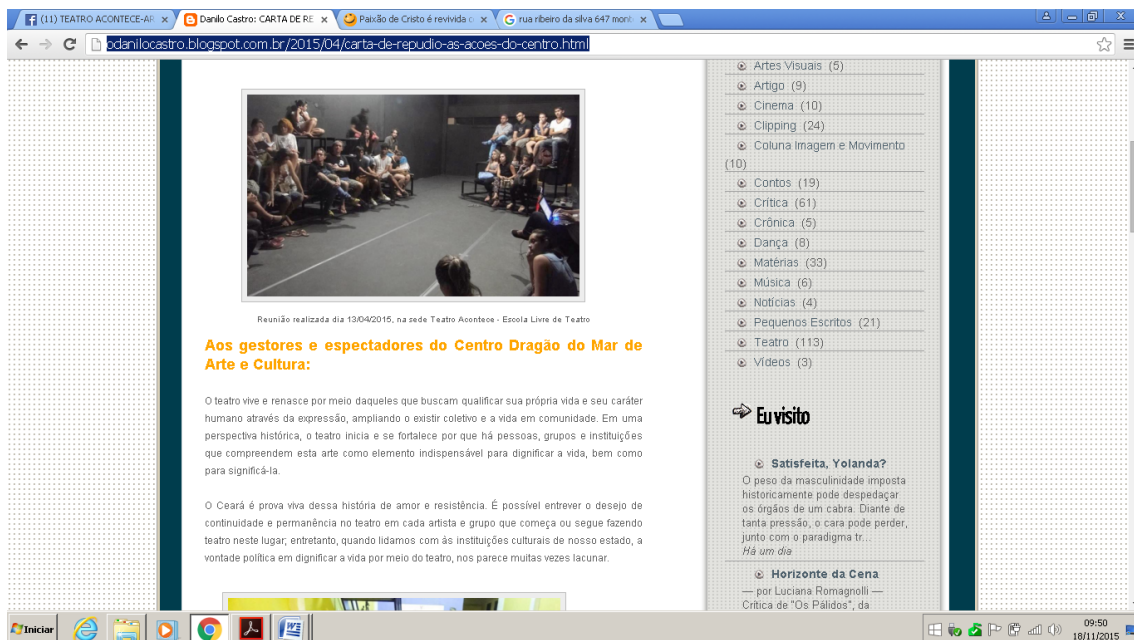 (11) TEATRO ACONTECE-AF
Danilo Castro: CARTA DE RE
Paixão de Cristo é revivida c
rua ribeiro da silva 647 mont
odanilocastro.blogspot.com.br/2015/04/carta-de-repudio-as-acoes-do-centro.html
Reunião realizada dia 13/04/2015, na sede Teatro Acontece - Escola Livre de Teatro
Aos gestores e espectadores do Centro Dragão do Mar de
Arte e Cultura:
O teatro vive e renasce por meio daqueles que buscam qualificar sua própria vida e seu caráter
humano através da expressão, ampliando o existir coletivo e a vida em comunidade. Em uma
perspectiva histórica, o teatro inicia e se fortalece por que há pessoas, grupos e instituições
que compreendem esta arte como elemento indispensável para dignificar a vida, bem como
para significá-la.
O Ceará é prova viva dessa história de amor e resistência. É possível entrever o desejo de
continuidade e permanência no teatro em cada artista e grupo que começa ou segue fazendo
teatro neste lugar; entretanto, quando lidamos com às instituições culturais de nosso estado, a
vontade política em dignificar a vida por meio do teatro, nos parece muitas vezes lacunar.
Artes Visuais (5)
Artigo (9)
Cinema (10)
Clipping (24)
Coluna Imagem e Movimento
(10)
Contos (19)
Crítica (61)
Crônica (5)
Dança (8)
Matérias (33)
Música (6)
Notícias (4)
Pequenos Escritos (21)
Teatro (113)
Vídeos (3)
Eu visito
Satisfeita, Yolanda?
O peso da masculinidade imposta
historicamente pode despedaçar
os órgãos de um cabra. Diante de
tanta pressão, o cara pode perder,
junto com o paradigma tr...
Há um dia
Horizonte da Cena
— por Luciana Romagnolli —
Crítica de "Os Pálidos", da
Iniciar
09:50
18/11/2015